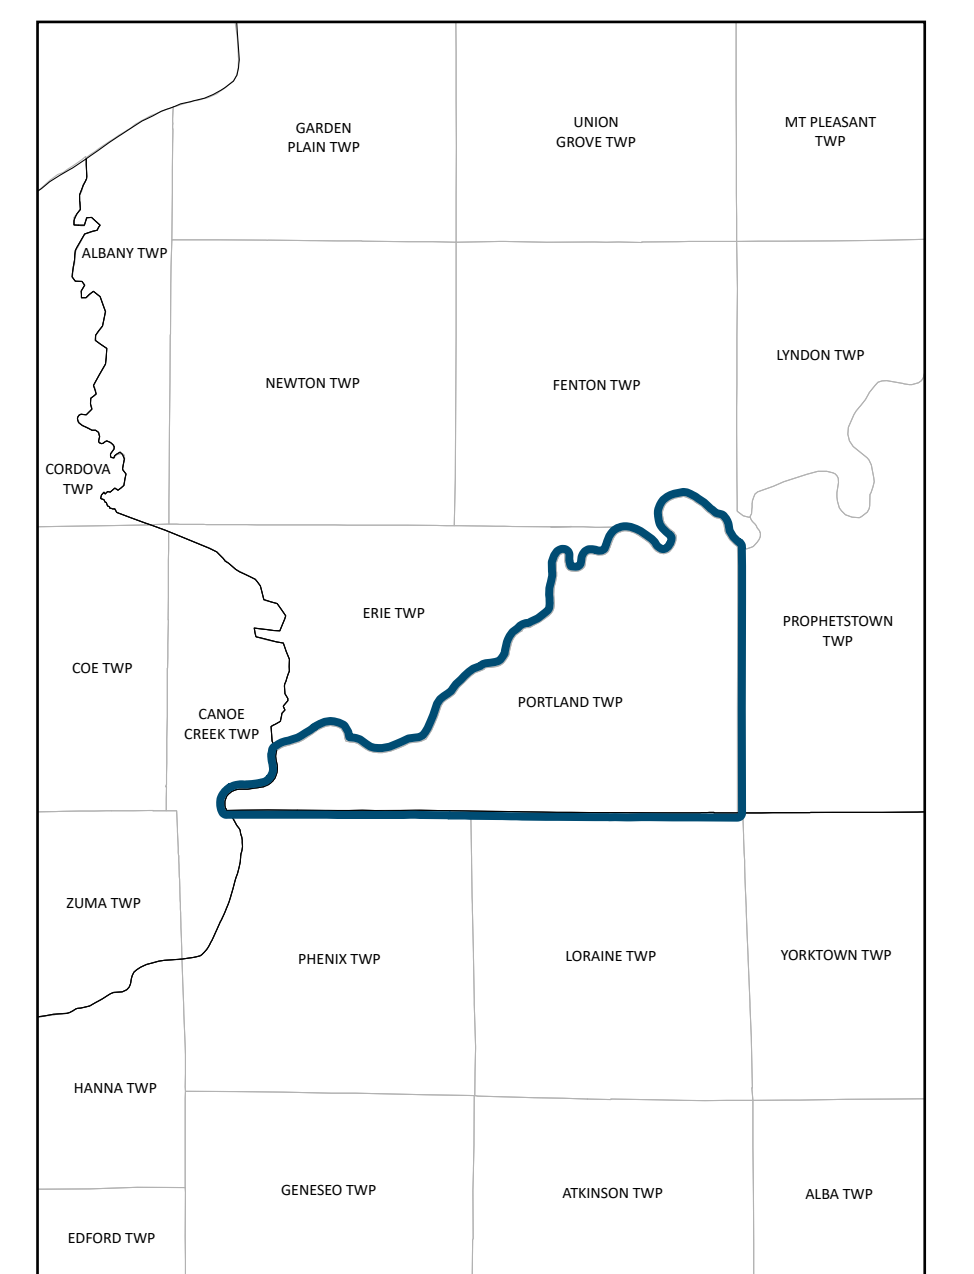 GARDEN
PLAIN TWP
UNION
GROVE TWP
MT PLEASANT
TWP
ALBANY TWP
NEWTON TWP
FENTON TWP
LYNDON TWP
CORDOVA
TWP
ERIE TWP
PROPHETSTOWN
TWP
COE TWP
CANOE
CREEK TWP
PORTLAND TWP
ZUMA TWP
PHENIX TWP
LORAINE TWP
YORKTOWN TWP
HANNA TWP
GENESEO TWP
ATKINSON TWP
ALBA TWP
EDFORD TWP